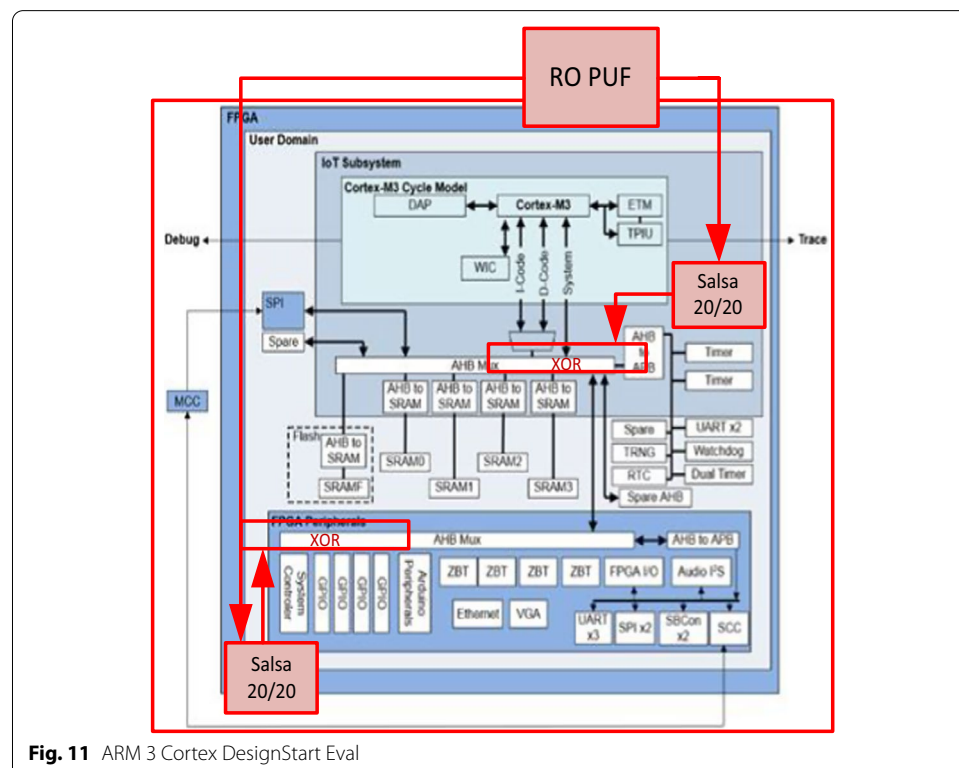 RO PUF
FPGA
User Domain
IoT Subsystem
Cortex-M3 Cycle Model
DAP
Cortex-M3
ETM
TPIU
WIC
I-Code
D-Code
System
Debug
Trace
Salsa
20/20
SPI
Spare
MCC
AHB Mux
XOR
AHB
to
APB
Timer
Timer
AHB to
SRAM
AHB to
SRAM
AHB to
SRAM
AHB to
SRAM
Flash
AHB to
SRAM
SRAMF
SRAM0
SRAM1
SRAM2
SRAM3
Spare
UART x2
TRNG
Watchdog
RTC
Dual Timer
Spare AHB
FPGA Peripherals
XOR
AHB Mux
AHB to APB
System
Controler
GPIO
GPIO
GPIO
GPIO
Arduino
Peripherals
ZBT
ZBT
ZBT
ZBT
FPGA I/O
Audio I²S
Ethernet
VGA
UART
x3
SPI x2
SBCon
x2
SCC
Salsa
20/20
Fig. 11 ARM 3 Cortex DesignStart Eval